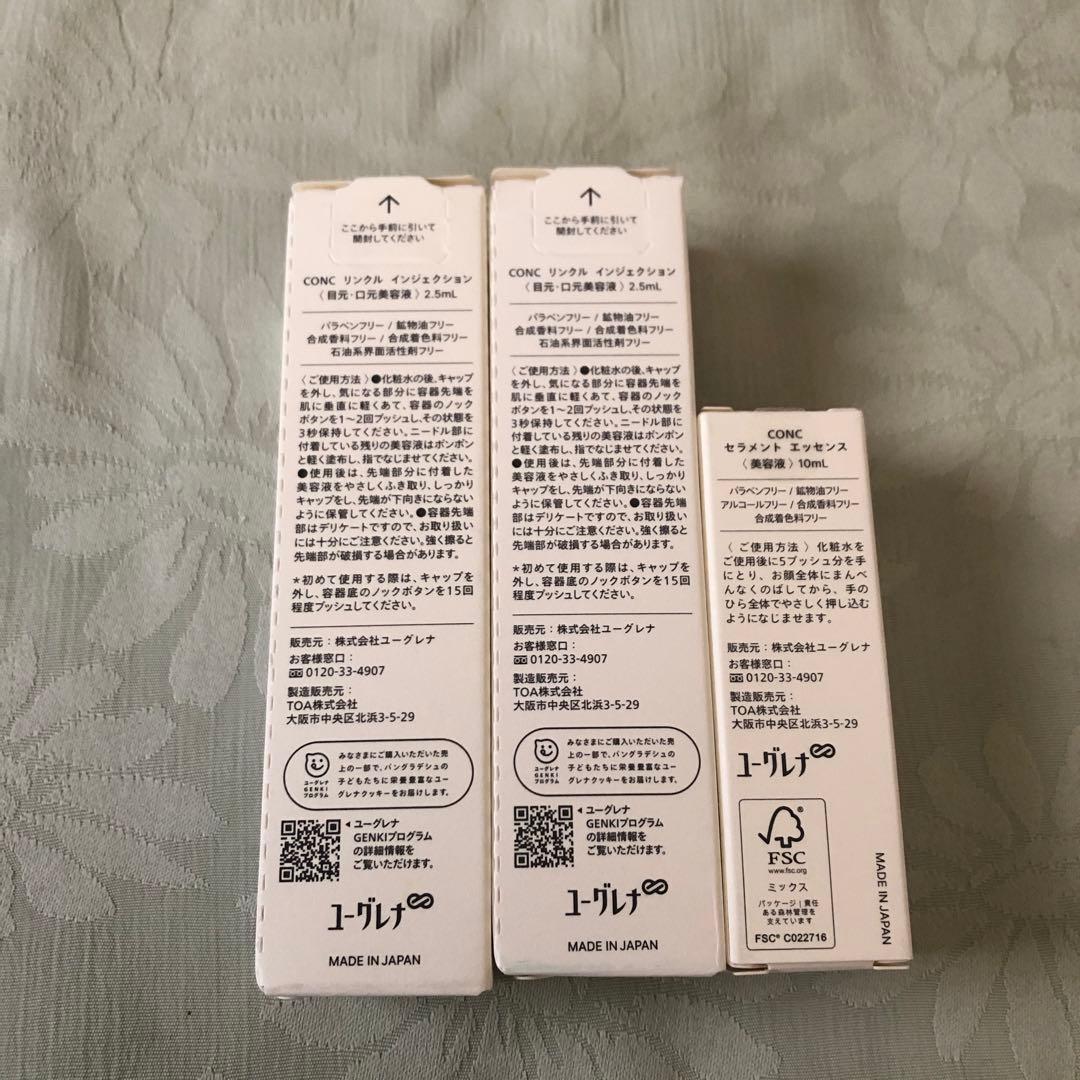 ↑
ここから手前に引いて
開封してください
CONC リンクル インジェクション
〈目元・口元美容液〉2.5mL
パラベンフリー / 鉱物油フリー
合成香料フリー / 合成着色料フリー
石油系界面活性剤フリー
〈ご使用方法〉●化粧水の後、キャップ
を外し、気になる部分に容器先端を
肌に垂直に軽くあて、容器のノック
ボタンを1〜2回プッシュし、その状態を
3秒保持してください。ニードル部に
付着している残りの美容液はポンポン
と軽く塗布し、指でなじませてください。
●使用後は、先端部分に付着した
美容液をやさしくふき取り、しっかり
キャップをし、先端が下向きにならない
ように保管してください。●容器先端
部はデリケートですので、お取り扱い
には十分にご注意ください。強く擦ると
先端部が破損する場合があります。
*初めて使用する際は、キャップを
外し、容器底のノックボタンを15回
程度プッシュしてください。
販売元：株式会社ユーグレナ
お客様窓口：
0120-33-4907
製造販売元：
TOA株式会社
大阪市中央区北浜3-5-29
ユーグレナ
GENKI
プログラム
みなさまにご購入いただいた売
上の一部で、バングラデシュの
子どもたちに栄養豊富なユー
グレナクッキーをお届けします。
◀ユーグレナ
GENKIプログラム
の詳細情報を
ご覧いただけます。
ユーグレナ
MADE IN JAPAN
↑
ここから手前に引いて
開封してください
CONC リンクル インジェクション
〈目元・口元美容液〉2.5mL
パラベンフリー / 鉱物油フリー
合成香料フリー / 合成着色料フリー
石油系界面活性剤フリー
〈ご使用方法〉●化粧水の後、キャップ
を外し、気になる部分に容器先端を
肌に垂直に軽くあて、容器のノック
ボタンを1〜2回プッシュし、その状態を
3秒保持してください。ニードル部に
付着している残りの美容液はポンポン
と軽く塗布し、指でなじませてください。
●使用後は、先端部分に付着した
美容液をやさしくふき取り、しっかり
キャップをし、先端が下向きにならない
ように保管してください。●容器先端
部はデリケートですので、お取り扱い
には十分にご注意ください。強く擦ると
先端部が破損する場合があります。
*初めて使用する際は、キャップを
外し、容器底のノックボタンを15回
程度プッシュしてください。
販売元：株式会社ユーグレナ
お客様窓口：
0120-33-4907
製造販売元：
TOA株式会社
大阪市中央区北浜3-5-29
ユーグレナ
GENKI
プログラム
みなさまにご購入いただいた売
上の一部で、バングラデシュの
子どもたちに栄養豊富なユー
グレナクッキーをお届けします。
◀ユーグレナ
GENKIプログラム
の詳細情報を
ご覧いただけます。
ユーグレナ
MADE IN JAPAN
CONC
セラメント エッセンス
〈美容液〉10mL
パラベンフリー / 鉱物油フリー
アルコールフリー / 合成香料フリー
合成着色料フリー
〈ご使用方法〉化粧水を
ご使用後に5プッシュ分を手
にとり、お顔全体にまんべ
んなくのばしてから、手の
ひら全体でやさしく押し込む
ようになじませます。
販売元：株式会社ユーグレナ
お客様窓口：
0120-33-4907
製造販売元：
TOA株式会社
大阪市中央区北浜3-5-29
ユーグレナ
FSC
www.fsc.org
ミックス
パッケージ|責任
ある森林管理を
支えています
FSC® C022716
MADE IN JAPAN